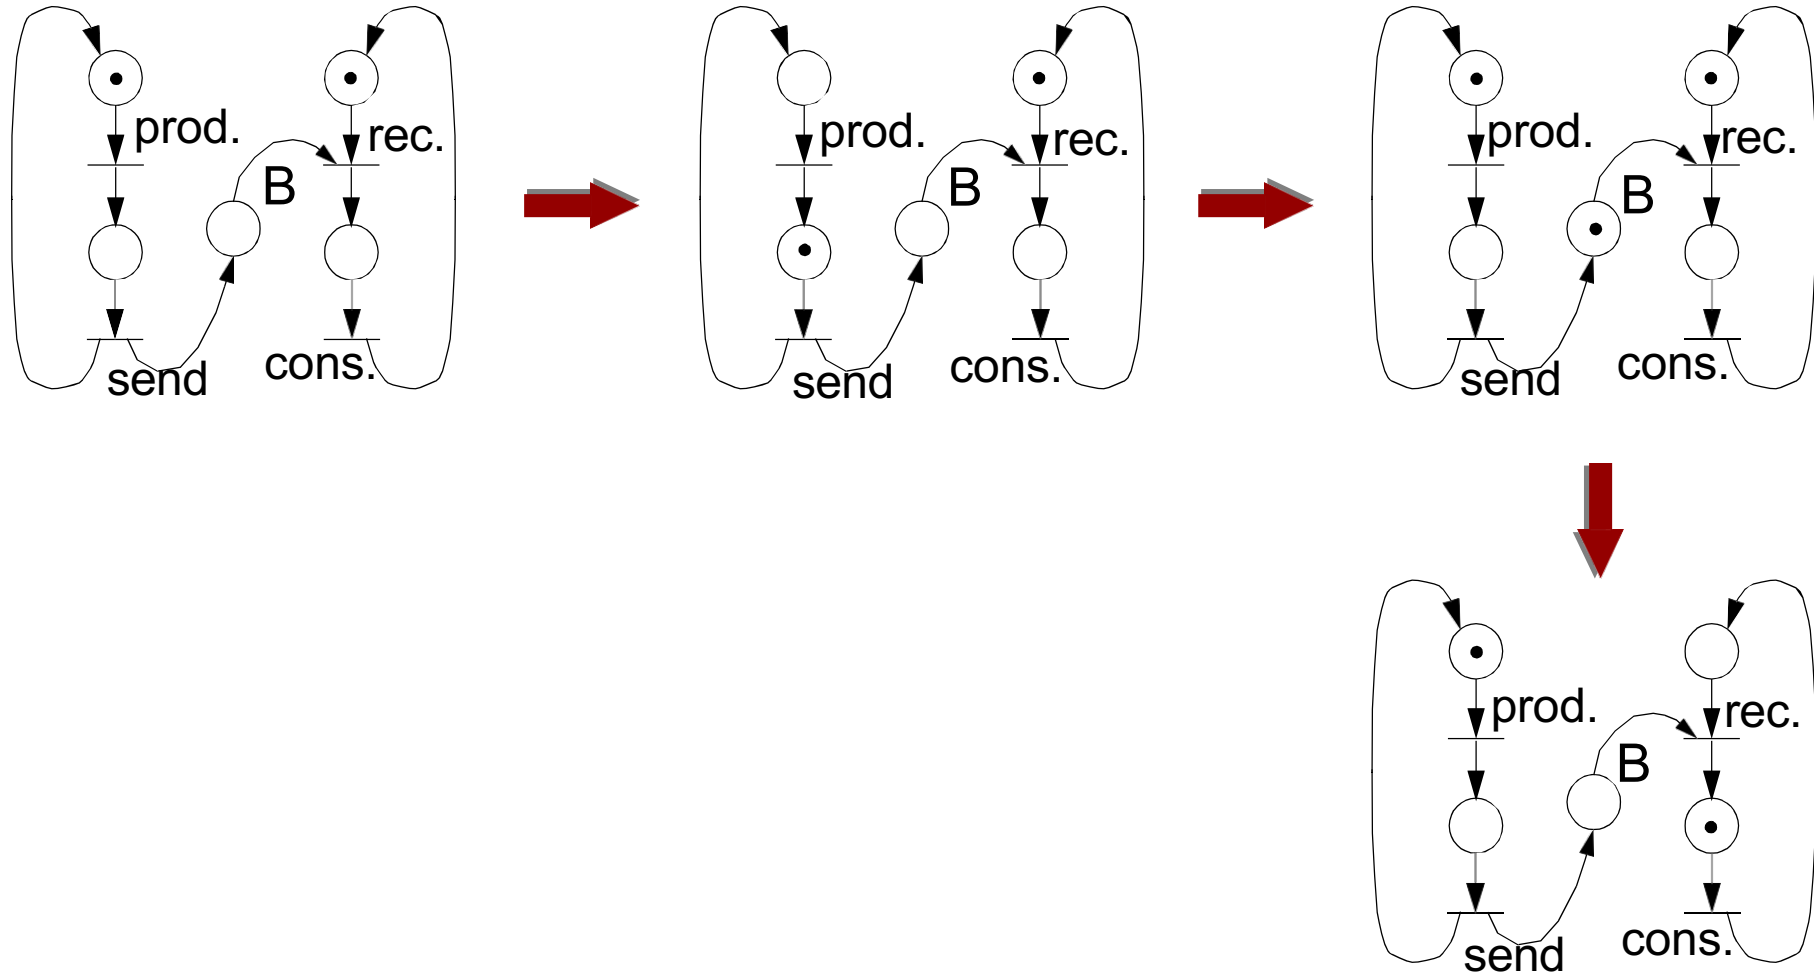 prod.
rec.
B
send
cons.
prod.
rec.
B
send
cons.
prod.
rec.
B
send
cons.
prod.
rec.
B
send
cons.